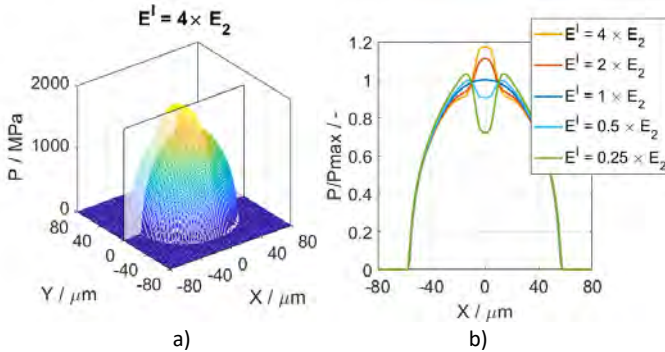 E^I = 4× E_2
P / MPa
2000
1000
0
80
40
0
-40
-80
Y / μm
-80
-40
0
40
80
X / μm
a)
P/Pmax / -
1.2
1
0.8
0.6
0.4
0.2
0
-80
-40
0
40
80
X / μm
E^I = 4 × E_2
E^I = 2 × E_2
E^I = 1 × E_2
E^I = 0.5 × E_2
E^I = 0.25 × E_2
b)